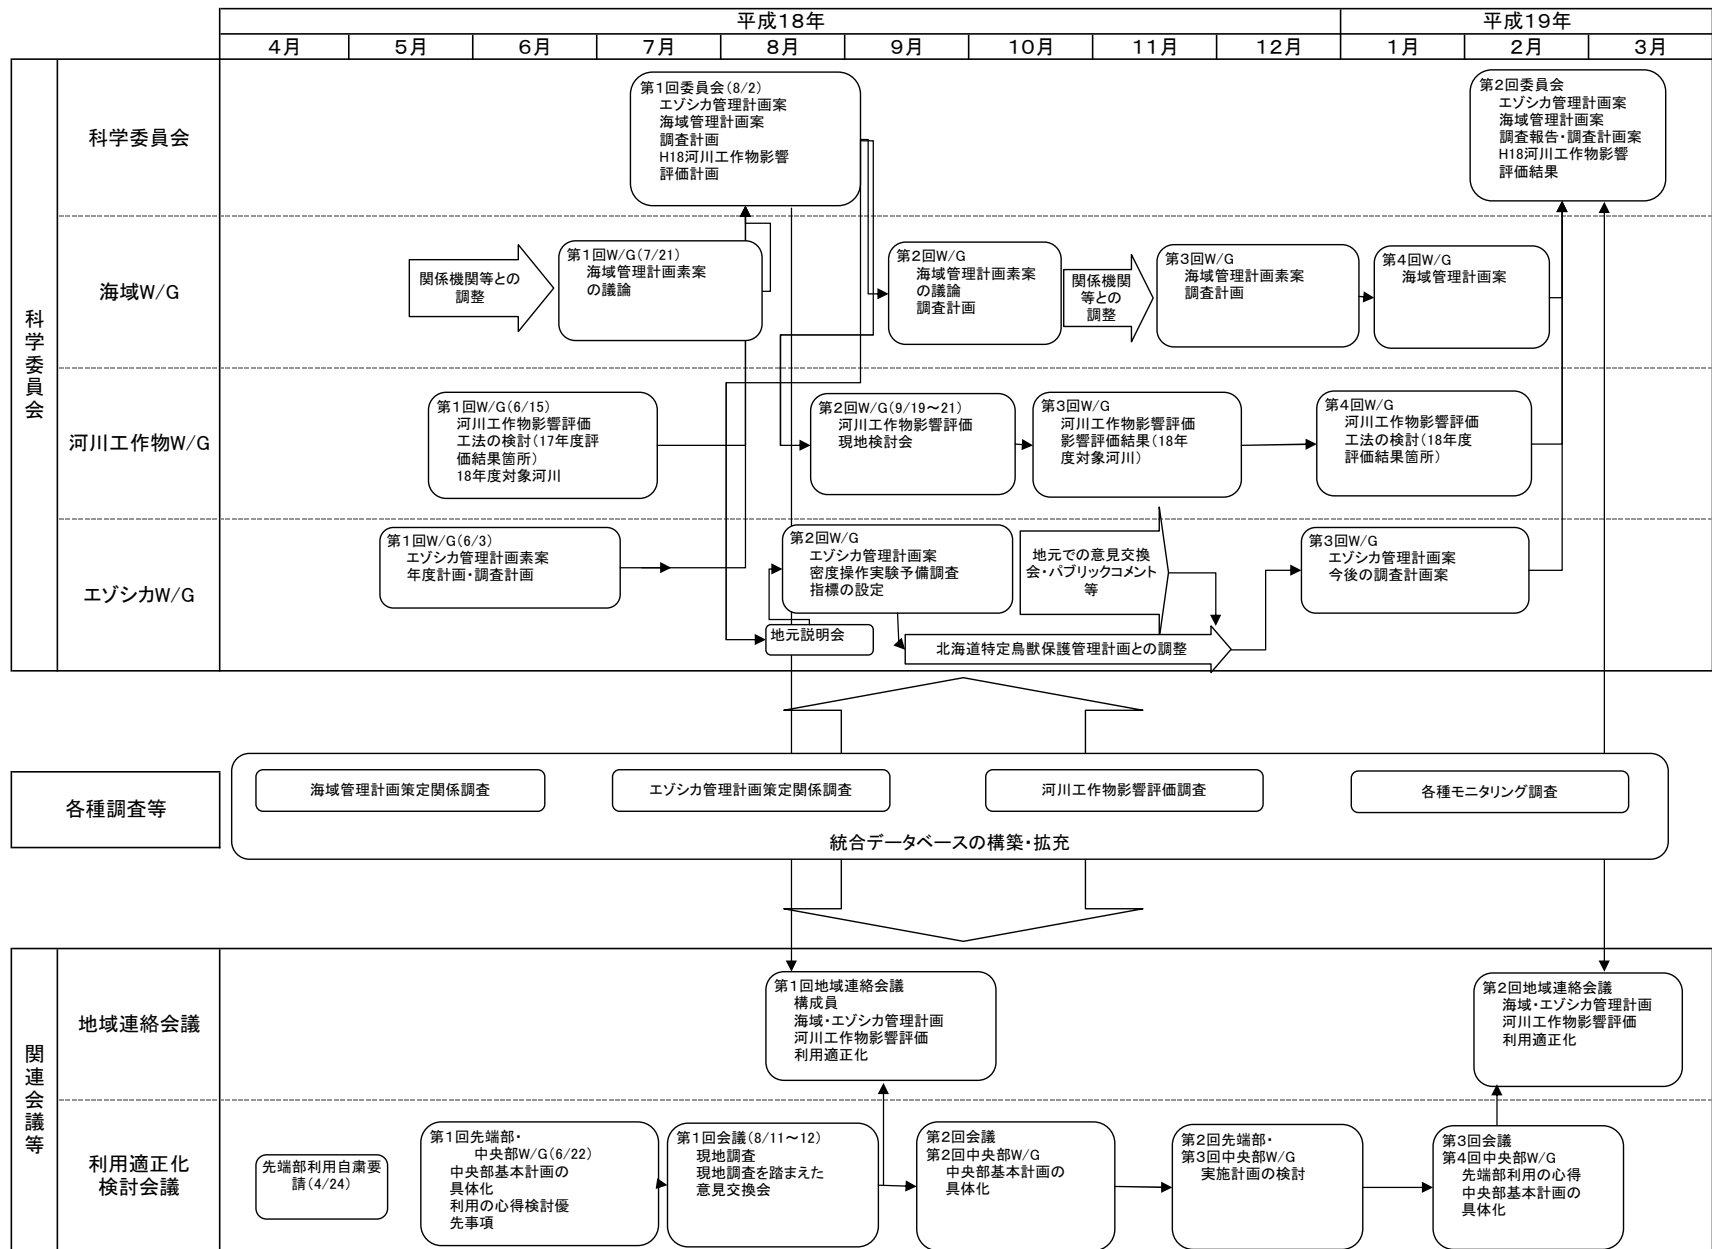 平成18年
平成19年
4月
5月
6月
7月
8月
9月
10月
11月
12月
1月
2月
3月
科学委員会
科学委員会
第1回委員会(8/2)
エゾシカ管理計画案
海域管理計画案
調査計画
H18河川工作物影響
評価計画
第2回委員会
エゾシカ管理計画案
海域管理計画案
調査報告・調査計画案
H18河川工作物影響
評価結果
海域W/G
関係機関等との
調整
第1回W/G(7/21)
海域管理計画素案
の議論
第2回W/G
海域管理計画素案
の議論
調査計画
関係機関
等との
調整
第3回W/G
海域管理計画素案
調査計画
第4回W/G
海域管理計画案
河川工作物W/G
第1回W/G(6/15)
河川工作物影響評価
工法の検討(17年度評
価結果箇所)
18年度対象河川
第2回W/G(9/19～21)
河川工作物影響評価
現地検討会
第3回W/G
河川工作物影響評価
影響評価結果(18年
度対象河川)
第4回W/G
河川工作物影響評価
工法の検討(18年度
評価結果箇所)
エゾシカW/G
第1回W/G(6/3)
エゾシカ管理計画素案
年度計画・調査計画
第2回W/G
エゾシカ管理計画案
密度操作実験予備調査
指標の設定
地元での意見交換
会・パブリックコメント
等
第3回W/G
エゾシカ管理計画案
今後の調査計画案
地元説明会
北海道特定鳥獣保護管理計画との調整
各種調査等
海域管理計画策定関係調査
エゾシカ管理計画策定関係調査
河川工作物影響評価調査
各種モニタリング調査
統合データベースの構築・拡充
関連会議等
地域連絡会議
第1回地域連絡会議
構成員
海域・エゾシカ管理計画
河川工作物影響評価
利用適正化
第2回地域連絡会議
海域・エゾシカ管理計画
河川工作物影響評価
利用適正化
利用適正化
検討会議
先端部利用自粛要
請(4/24)
第1回先端部・
中央部W/G(6/22)
中央部基本計画の
具体化
利用の心得検討優
先事項
第1回会議(8/11～12)
現地調査
現地調査を踏まえた
意見交換会
第2回会議
第2回中央部W/G
中央部基本計画の
具体化
第2回先端部・
第3回中央部W/G
実施計画の検討
第3回会議
第4回中央部W/G
先端部利用の心得
中央部基本計画の
具体化